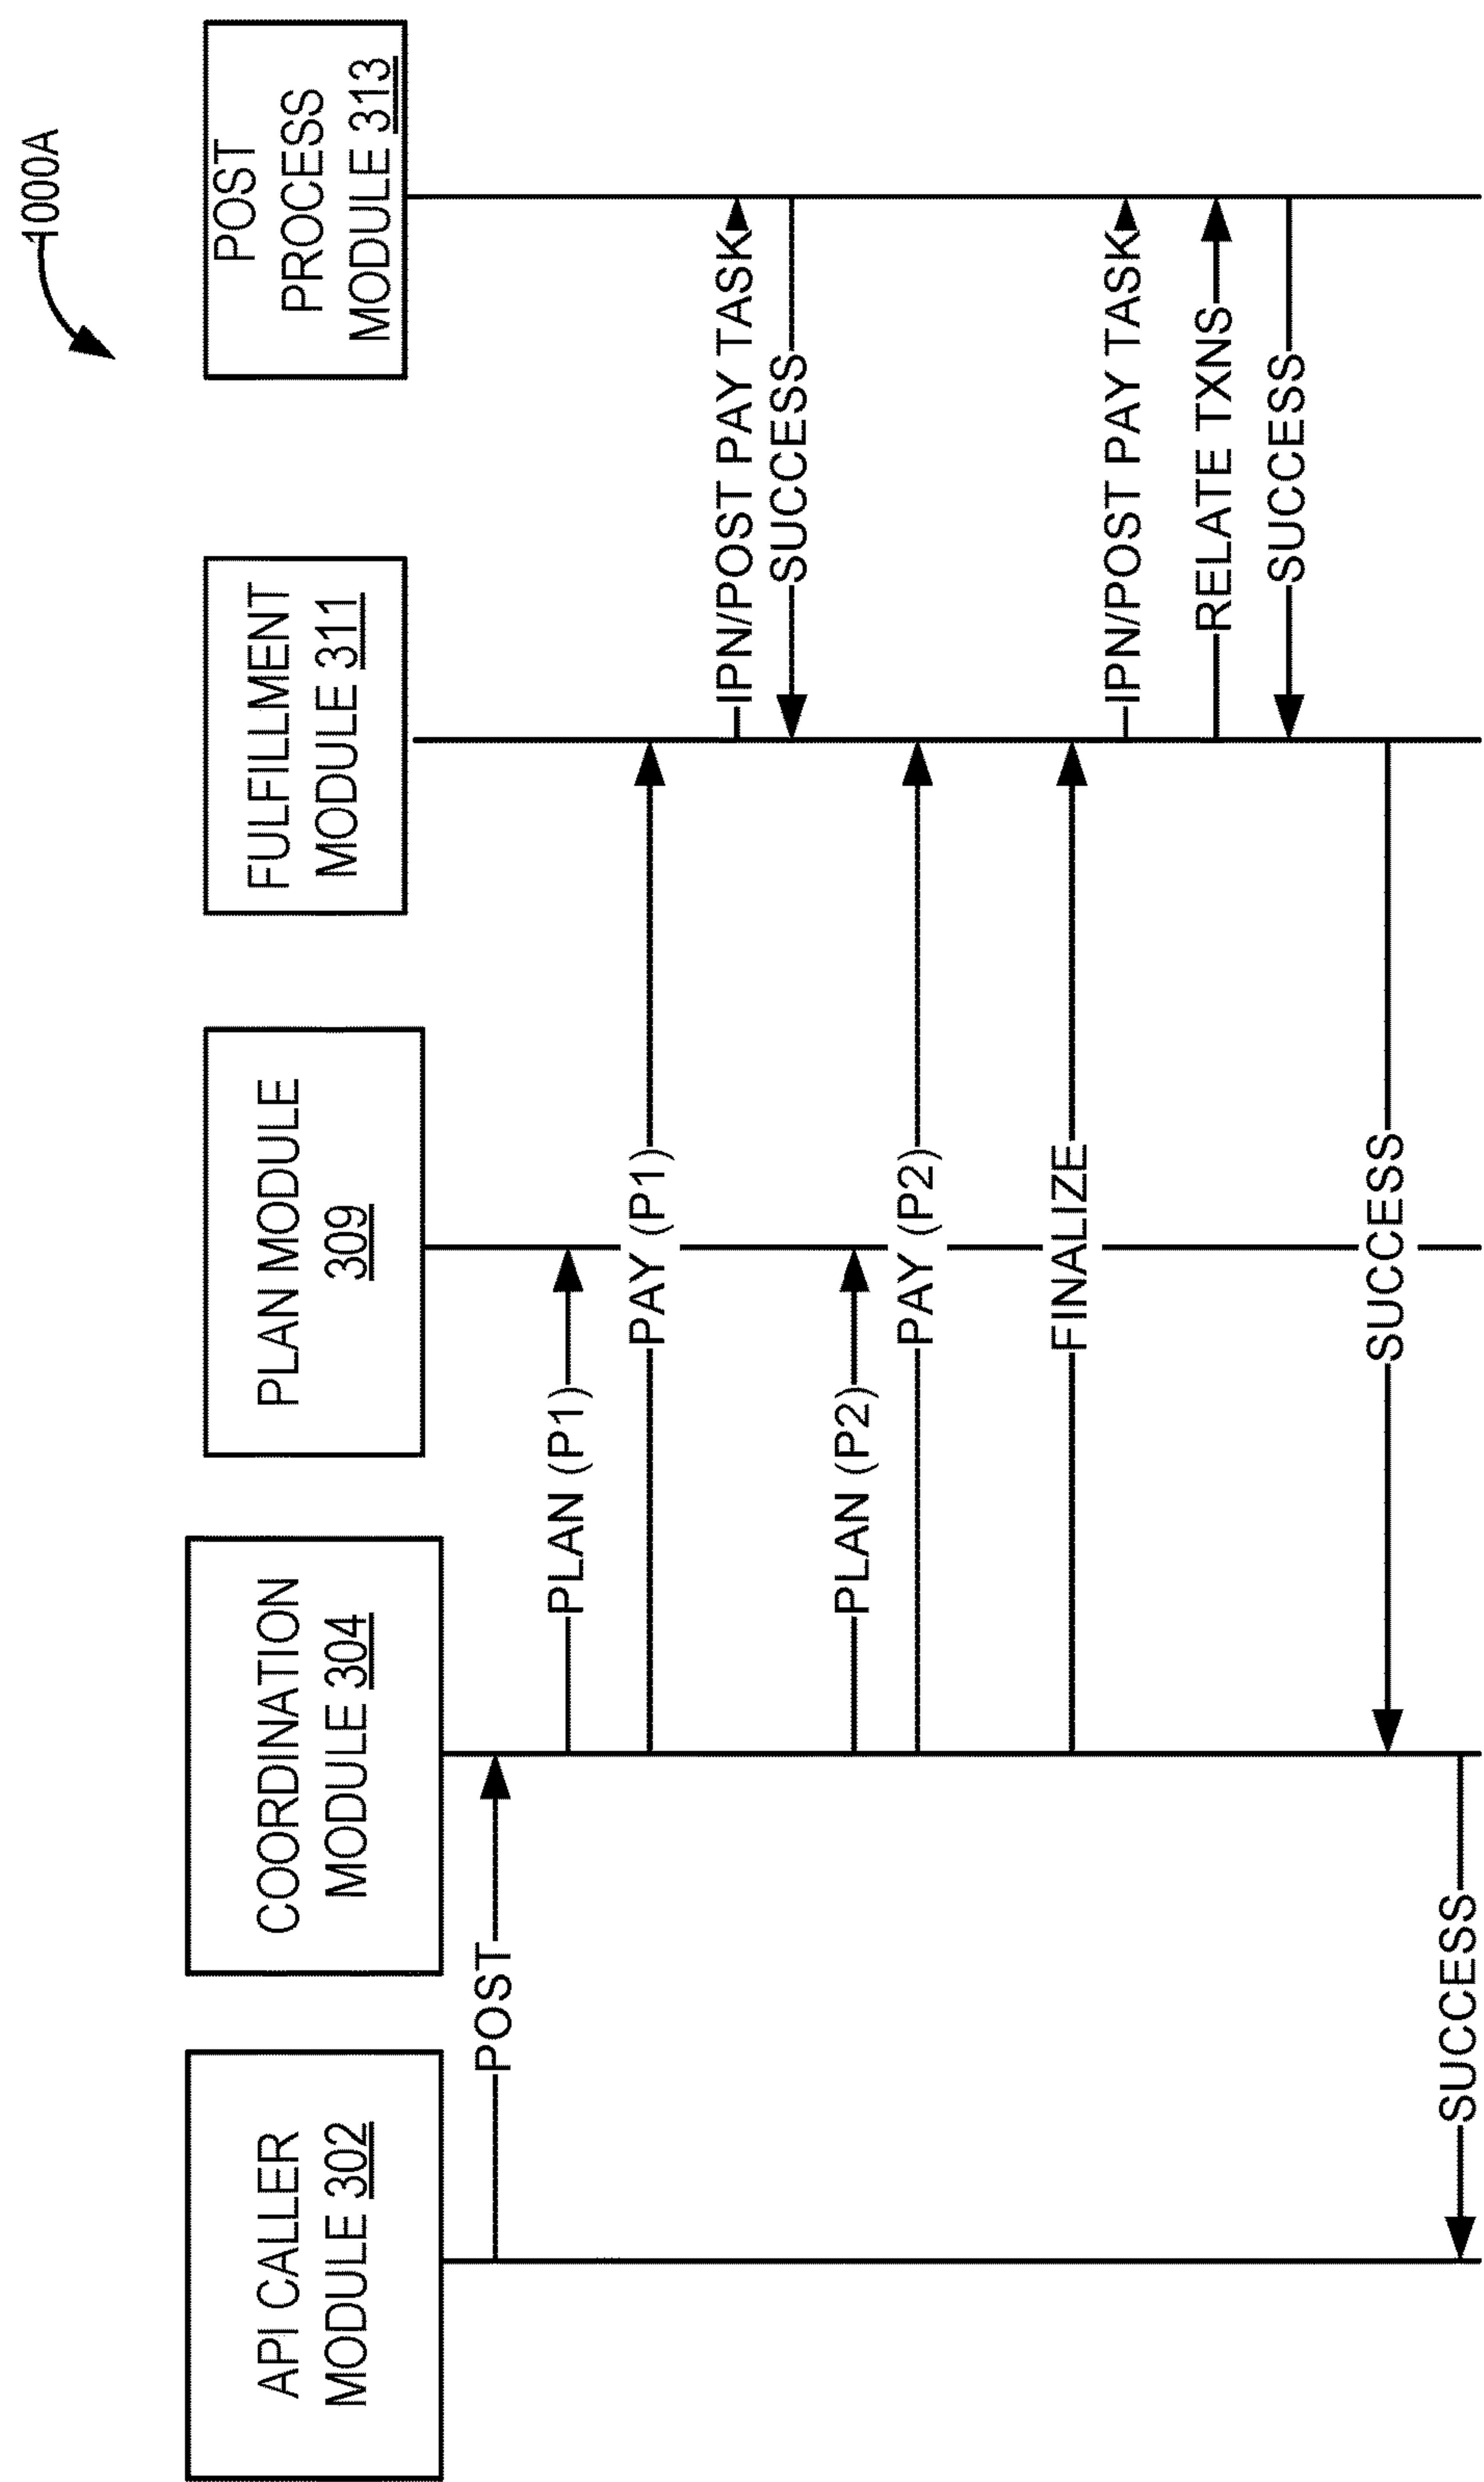 1000A
API CALLER
MODULE 302
COORDINATION
MODULE 304
PLAN MODULE
309
FULFILLMENT
MODULE 311
POST
PROCESS
MODULE 313
POST
PLAN (P1)
PAY (P1)
IPN/POST PAY TASK
SUCCESS
PLAN (P2)
PAY (P2)
FINALIZE
IPN/POST PAY TASK
RELATE TXNS
SUCCESS
SUCCESS
SUCCESS